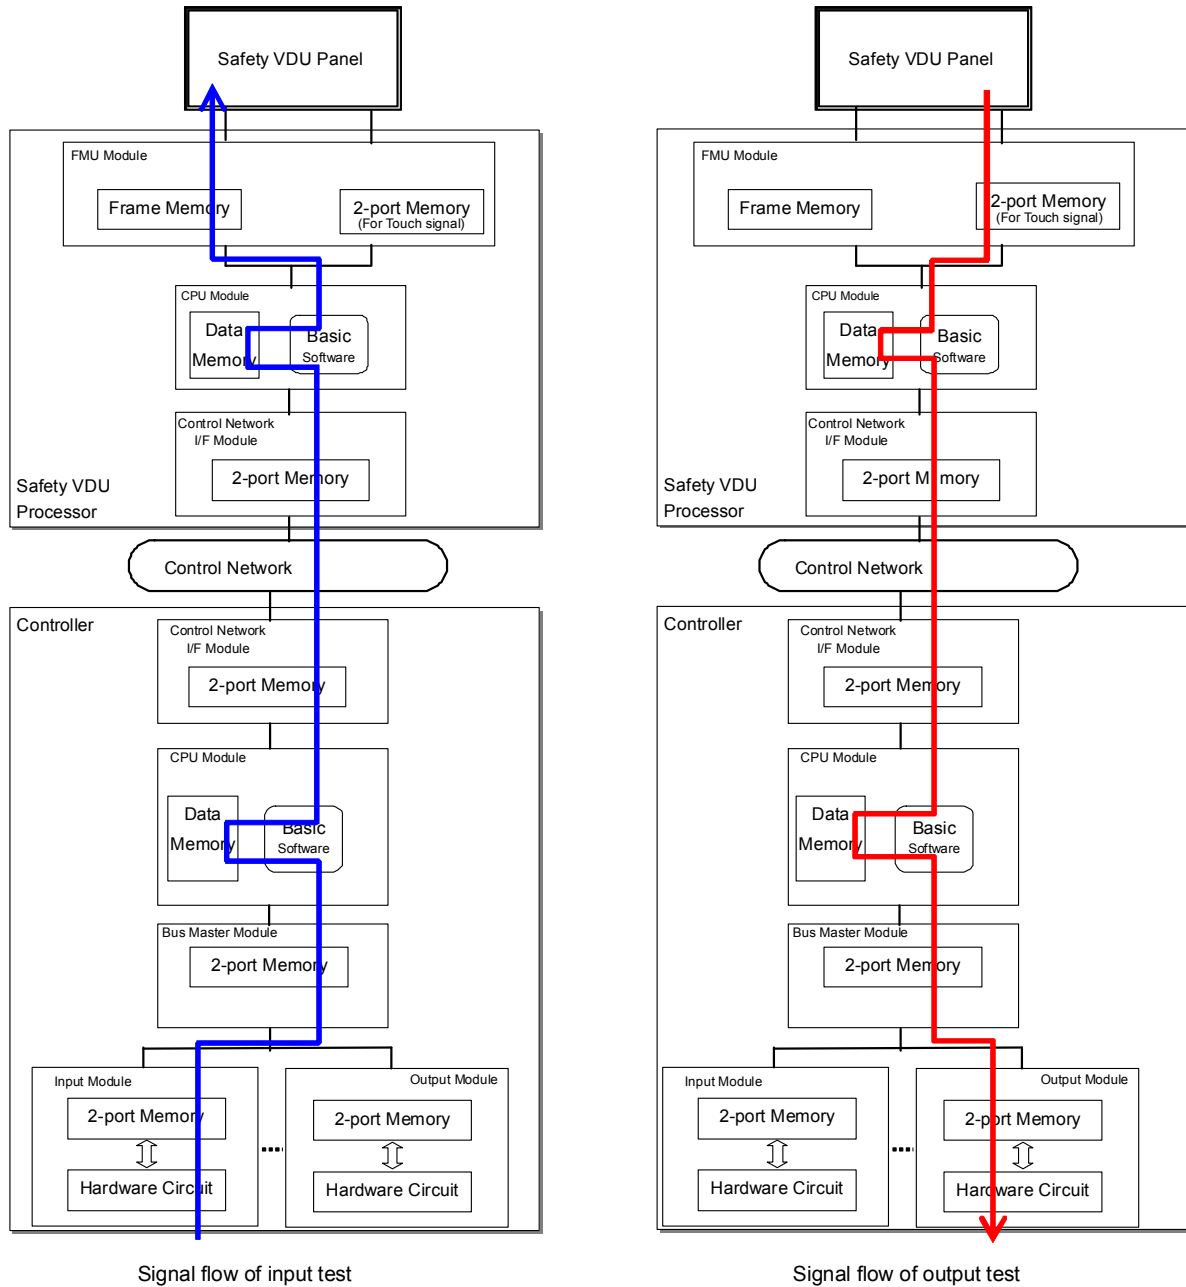 Safety VDU Panel
FMU Module
Frame Memory
2-port Memory
(For Touch signal)
CPU Module
Data
Memory
Basic
Software
Control Network
I/F Module
2-port Memory
Safety VDU
Processor
Control Network
Controller
Control Network
I/F Module
2-port Memory
CPU Module
Data
Memory
Basic
Software
Bus Master Module
2-port Memory
Input Module
2-port Memory
Hardware Circuit
Output Module
2-port Memory
Hardware Circuit
Signal flow of input test
Safety VDU Panel
FMU Module
Frame Memory
2-port Memory
(For Touch signal)
CPU Module
Data
Memory
Basic
Software
Control Network
I/F Module
2-port Memory
Safety VDU
Processor
Control Network
Controller
Control Network
I/F Module
2-port Memory
CPU Module
Data
Memory
Basic
Software
Bus Master Module
2-port Memory
Input Module
2-port Memory
Hardware Circuit
Output Module
2-port Memory
Hardware Circuit
Signal flow of output test